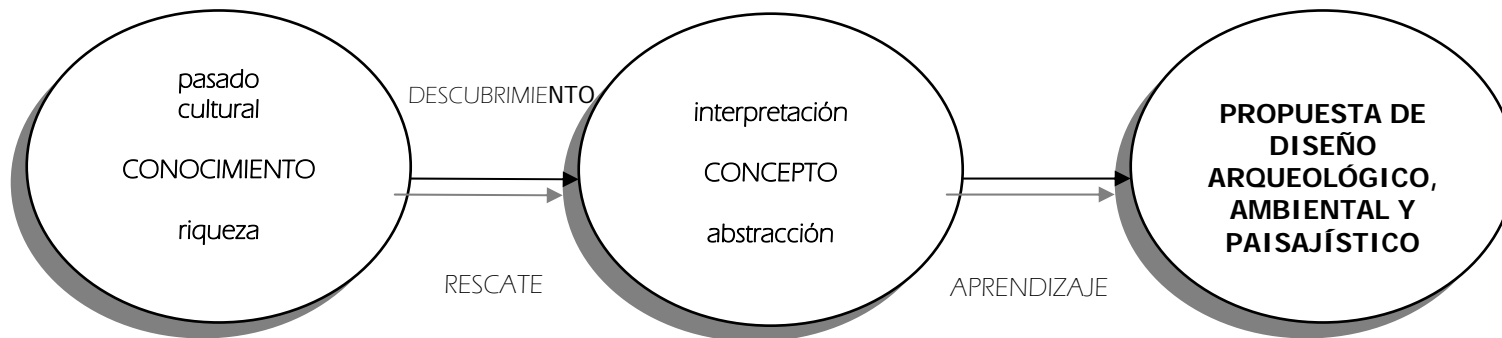 pasado
cultural
CONOCIMIENTO
riqueza
DESCUBRIMIENTO
RESCATE
interpretación
CONCEPTO
abstracción
APRENDIZAJE
PROPUESTA DE
DISEÑO
ARQUEOLÓGICO,
AMBIENTAL Y
PAISAJÍSTICO